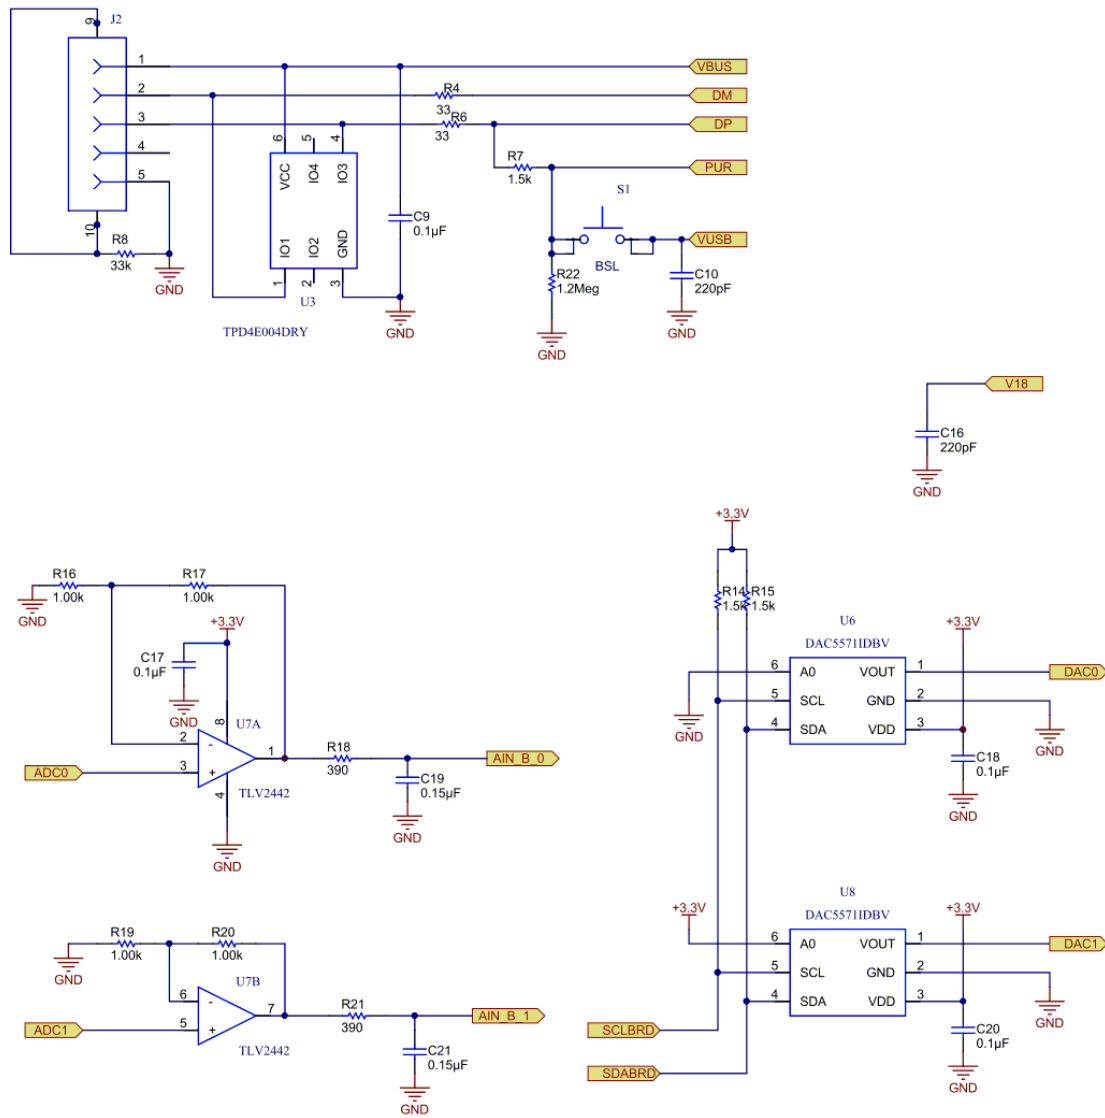 J2
9
1
VBUS
2
R4
DM
33
3
R6
DP
33
4
5
10
R8
33k
GND
6
5
4
VCC
IO4
IO3
IO1
IO2
GND
1
2
3
U3
TPD4E004DRY
C9
0.1µF
GND
R7
1.5k
PUR
S1
VUSB
BSL
R22
1.2Meg
GND
C10
220pF
GND
V18
C16
220pF
GND
R16
1.00k
GND
R17
1.00k
+3.3V
C17
0.1µF
GND
U7A
8
2
-
3
+
1
4
TLV2442
GND
ADC0
R18
390
AIN_B_0
C19
0.15µF
GND
R19
1.00k
GND
R20
1.00k
U7B
6
-
5
+
7
TLV2442
ADC1
R21
390
AIN_B_1
C21
0.15µF
GND
+3.3V
R14
1.5k
R15
1.5k
U6
DAC5571IDBV
+3.3V
6
A0
VOUT
1
DAC0
5
SCL
GND
2
4
SDA
VDD
3
GND
GND
C18
0.1µF
GND
U8
DAC5571IDBV
+3.3V
+3.3V
6
A0
VOUT
1
DAC1
5
SCL
GND
2
4
SDA
VDD
3
GND
C20
0.1µF
GND
SCLBRD
SDABRD